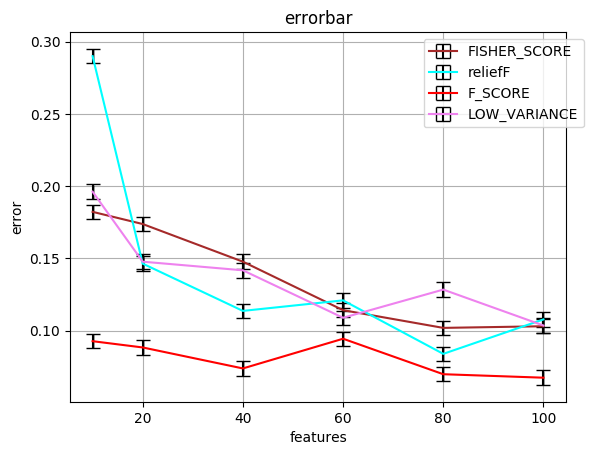 errorbar
FISHER_SCORE
reliefF
F_SCORE
LOW_VARIANCE
error
0.30
0.25
0.20
0.15
0.10
20 40 60 80 100
features